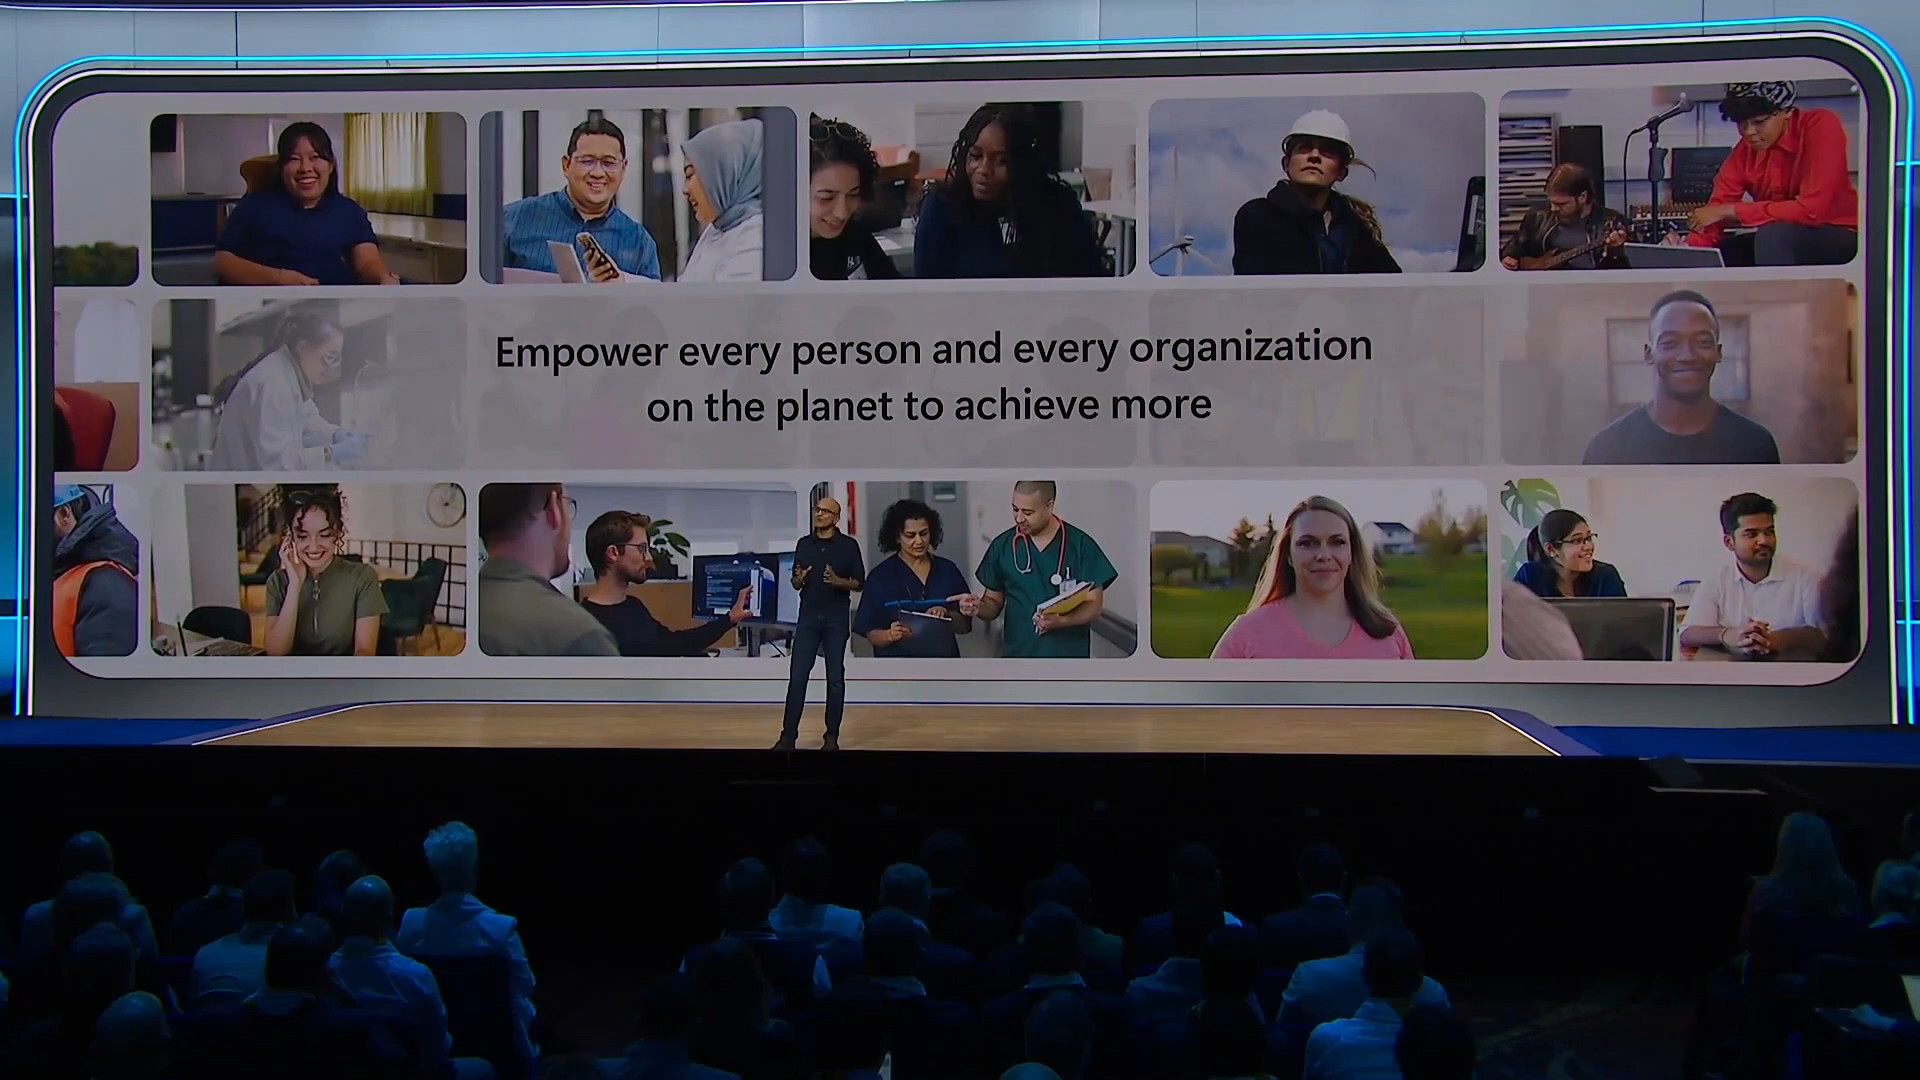 Empower every person and every organization
on the planet to achieve more